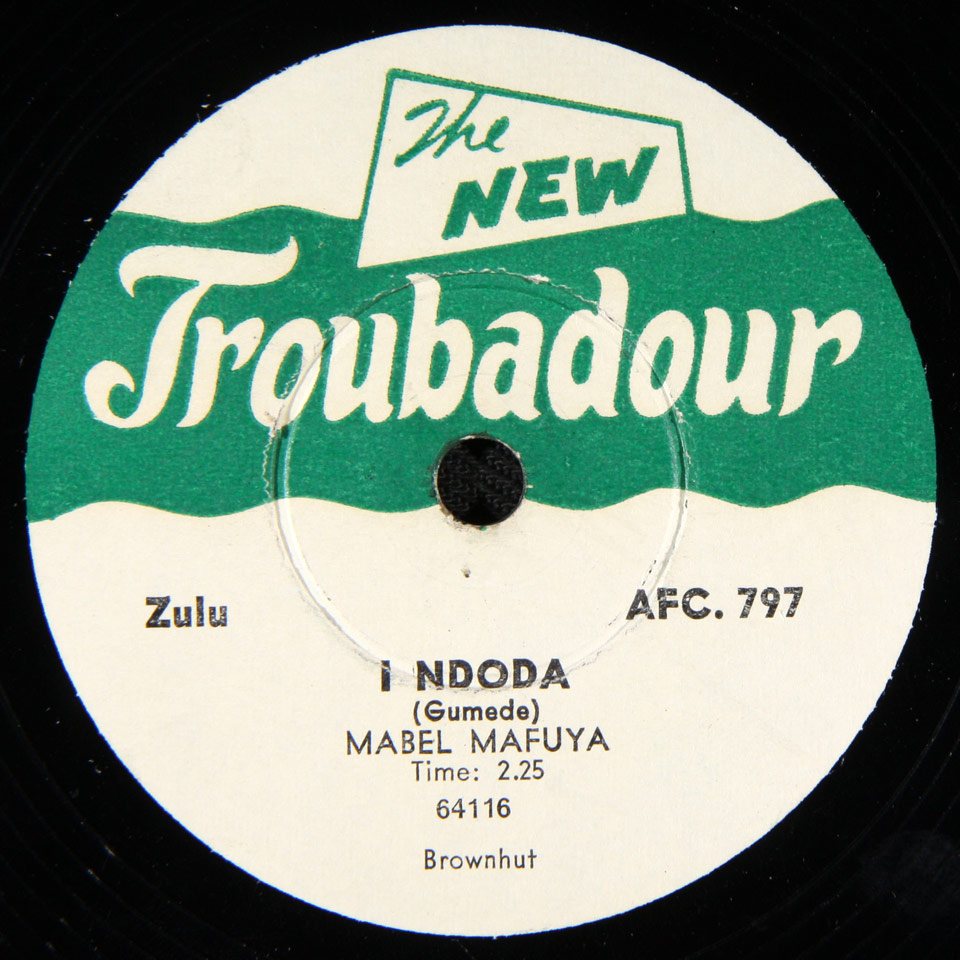 The
NEW
Troubadour
Zulu
AFC. 797
I NDODA
(Gumede)
MABEL MAFUYA
Time: 2.25
64116
Brownhut